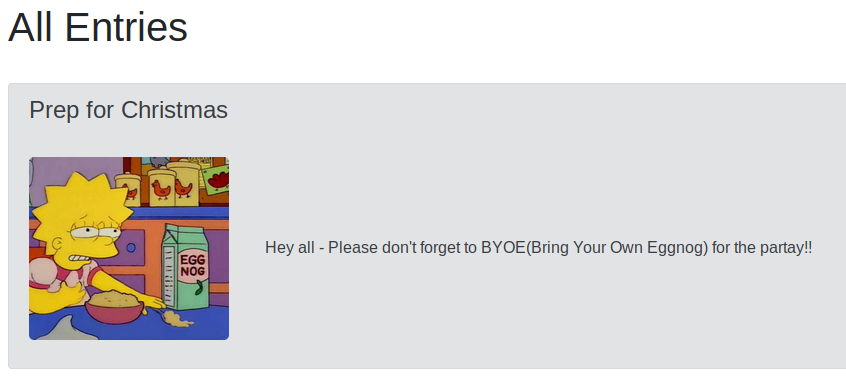 All Entries
Prep for Christmas
EGG
NOG
Hey all - Please don't forget to BYOE(Bring Your Own Eggnog) for the partay!!